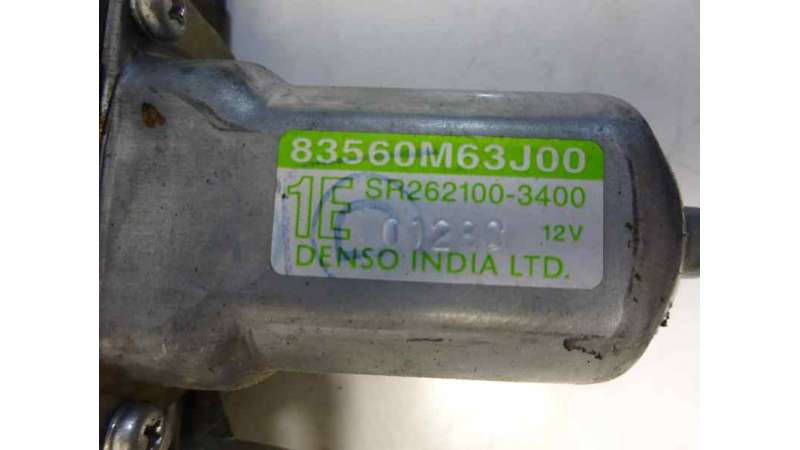 83560M63J00
1E SR262100-3400
12V
DENSO INDIA LTD.